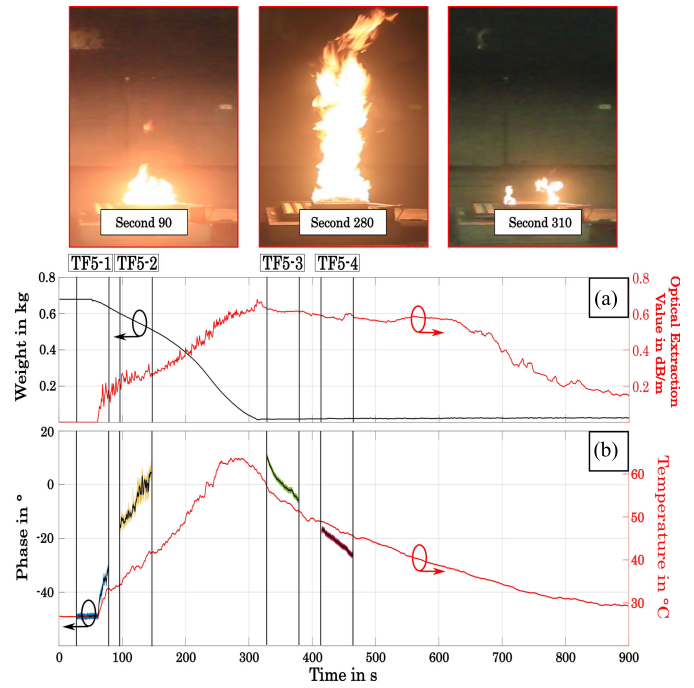 Second 90
Second 280
Second 310
TF5-1 TF5-2 TF5-3 TF5-4
Weight in kg
0.8
0.6
0.4
0.2
(a)
0.8
0.6
0.4
0.2
Optical Extraction
Value in dB/m
Phase in °
20
0
-20
-40
(b)
60
50
40
30
Temperature in °C
0 100 200 300 400 500 600 700 800 900
Time in s